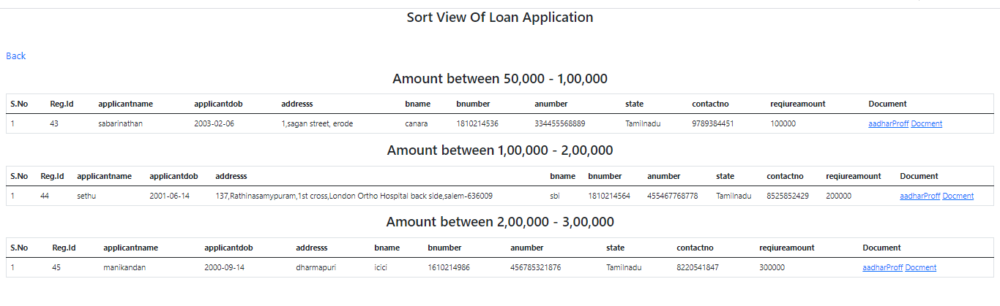 Sort View Of Loan Application
Back
Amount between 50,000 - 1,00,000
S.No Reg.Id applicantname applicantdob addresss bname bnumber anumber state contactno reqiureamount Document
1 43 sabarinathan 2003-02-06 1,sagan street, erode canara 1810214536 334455568889 Tamilnadu 9789384451 100000 aadharProff Docment
Amount between 1,00,000 - 2,00,000
S.No Reg.Id applicantname applicantdob addresss bname bnumber anumber state contactno reqiureamount Document
1 44 sethu 2001-06-14 137,Rathinasamypuram,1st cross,London Ortho Hospital back side,salem-636009 sbi 1810214564 455467768778 Tamilnadu 8525852429 200000 aadharProff Docment
Amount between 2,00,000 - 3,00,000
S.No Reg.Id applicantname applicantdob addresss bname bnumber anumber state contactno reqiureamount Document
1 45 manikandan 2000-09-14 dharmapuri icici 1610214986 456785321876 Tamilnadu 8220541847 300000 aadharProff Docment